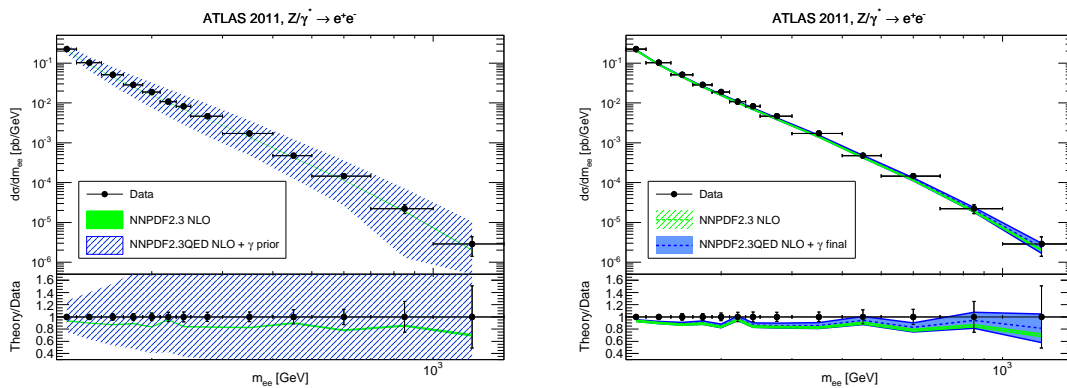 ATLAS 2011, Z/γ* → e⁺e⁻
dσ/dm_ee [pb/GeV]
10⁻¹
10⁻²
10⁻³
10⁻⁴
10⁻⁵
10⁻⁶
Data
NNPDF2.3 NLO
NNPDF2.3QED NLO + γ prior
Theory/Data
1.6
1.4
1.2
1
0.8
0.6
0.4
10³
m_ee [GeV]
ATLAS 2011, Z/γ* → e⁺e⁻
dσ/dm_ee [pb/GeV]
10⁻¹
10⁻²
10⁻³
10⁻⁴
10⁻⁵
10⁻⁶
Data
NNPDF2.3 NLO
NNPDF2.3QED NLO + γ final
Theory/Data
1.6
1.4
1.2
1
0.8
0.6
0.4
10³
m_ee [GeV]